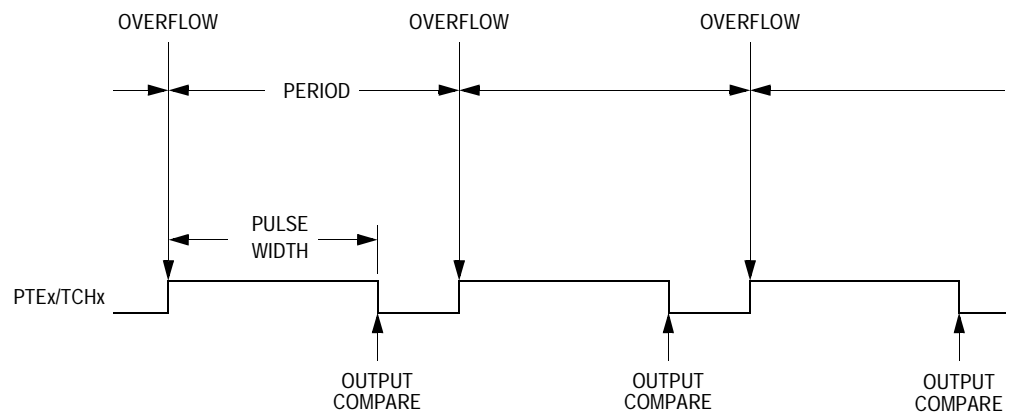 OVERFLOW OVERFLOW OVERFLOW
PERIOD
PULSE
WIDTH
PTEx/TCHx
OUTPUT
COMPARE
OUTPUT
COMPARE
OUTPUT
COMPARE